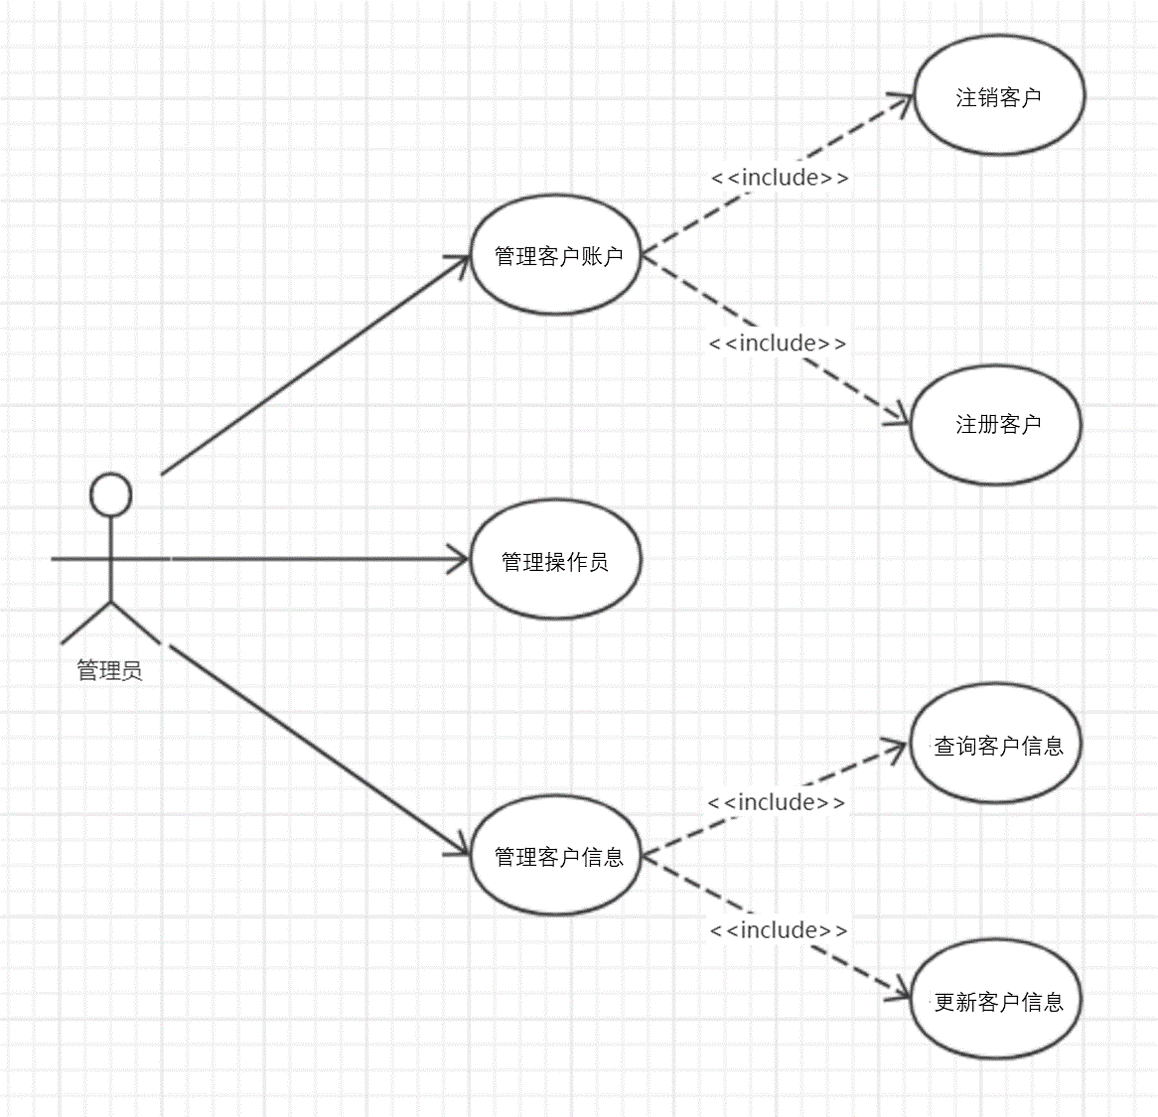 注销客户
<<include>>
管理客户账户
<<include>>
注册客户
管理操作员
管理员
查询客户信息
<<include>>
管理客户信息
<<include>>
更新客户信息